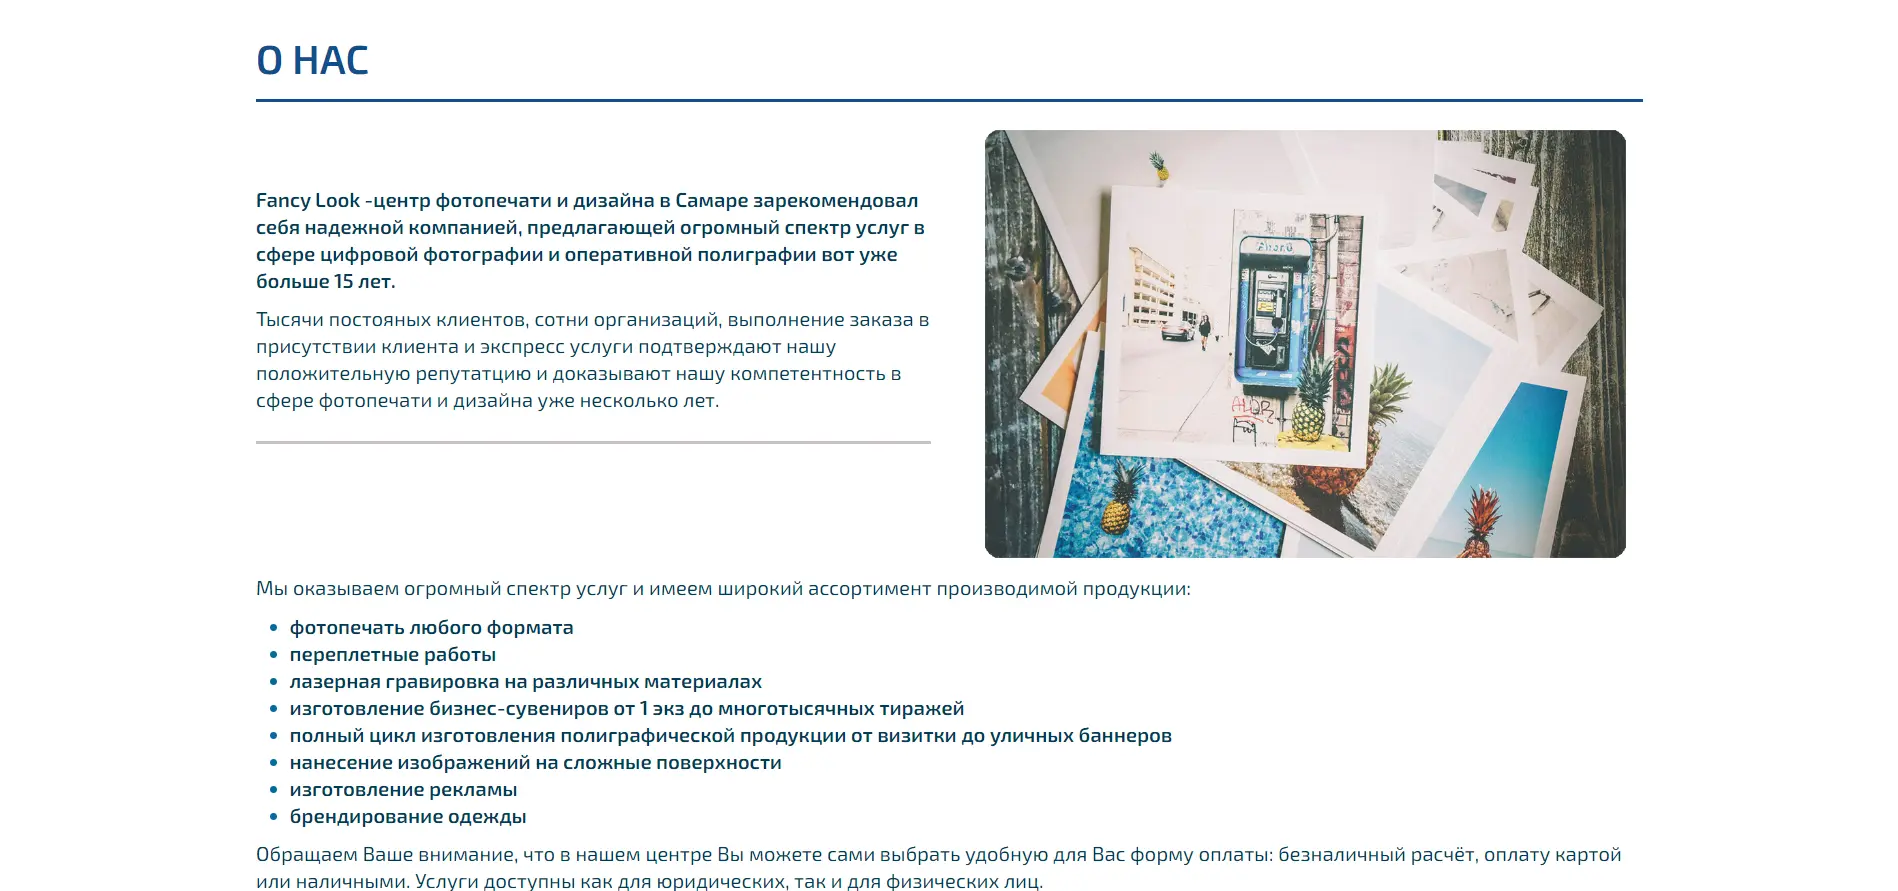 О НАС
Fancy Look -центр фотопечати и дизайна в Самаре зарекомендовал
себя надежной компанией, предлагающей огромный спектр услуг в
сфере цифровой фотографии и оперативной полиграфии вот уже
больше 15 лет.
Тысячи постояных клиентов, сотни организаций, выполнение заказа в
присутствии клиента и экспресс услуги подтверждают нашу
положительную репутатцию и доказывают нашу компетентность в
сфере фотопечати и дизайна уже несколько лет.
Phone
Мы оказываем огромный спектр услуг и имеем широкий ассортимент производимой продукции:
фотопечать любого формата
переплетные работы
лазерная гравировка на различных материалах
изготовление бизнес-сувениров от 1 экз до многотысячных тиражей
полный цикл изготовления полиграфической продукции от визитки до уличных баннеров
нанесение изображений на сложные поверхности
изготовление рекламы
брендирование одежды
Обращаем Ваше внимание, что в нашем центре Вы можете сами выбрать удобную для Вас форму оплаты: безналичный расчёт, оплату картой
или наличными. Услуги доступны как для юридических, так и для физических лиц.